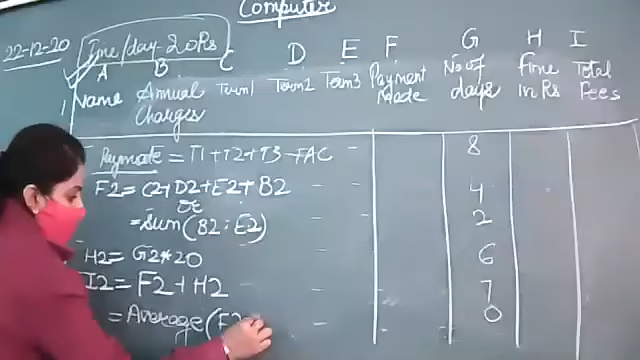 Computer
22-12-20 Fine/day-20Rs
A B C D E F G H I
1 Name Annual Charges Term1 Term2 Term3 Payment Made No of days Fine in Rs Total Fees
Paymade = T1+T2+T3+AC 8
F2 = C2+D2+E2+B2 4
or
=Sum(B2:E2) 2
H2 = G2*20 6
I2 = F2+H2 7
= Average(F2 0